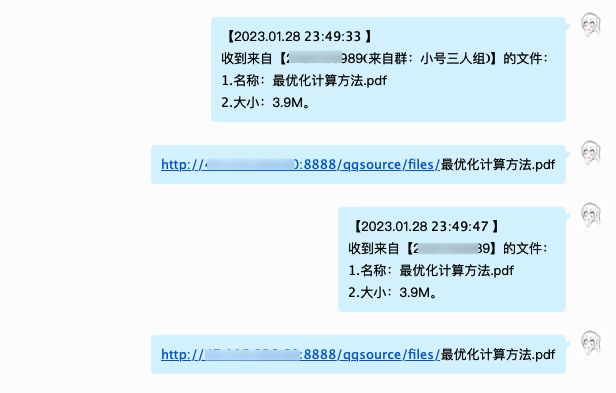 【2023.01.28 23:49:33 】
收到来自【2 989(来自群：小号三人组)】的文件：
1.名称：最优化计算方法.pdf
2.大小：3.9M。
http://4 0:8888/qqsource/files/最优化计算方法.pdf
【2023.01.28 23:49:47 】
收到来自【2 89】的文件：
1.名称：最优化计算方法.pdf
2.大小：3.9M。
http:// :8888/qqsource/files/最优化计算方法.pdf